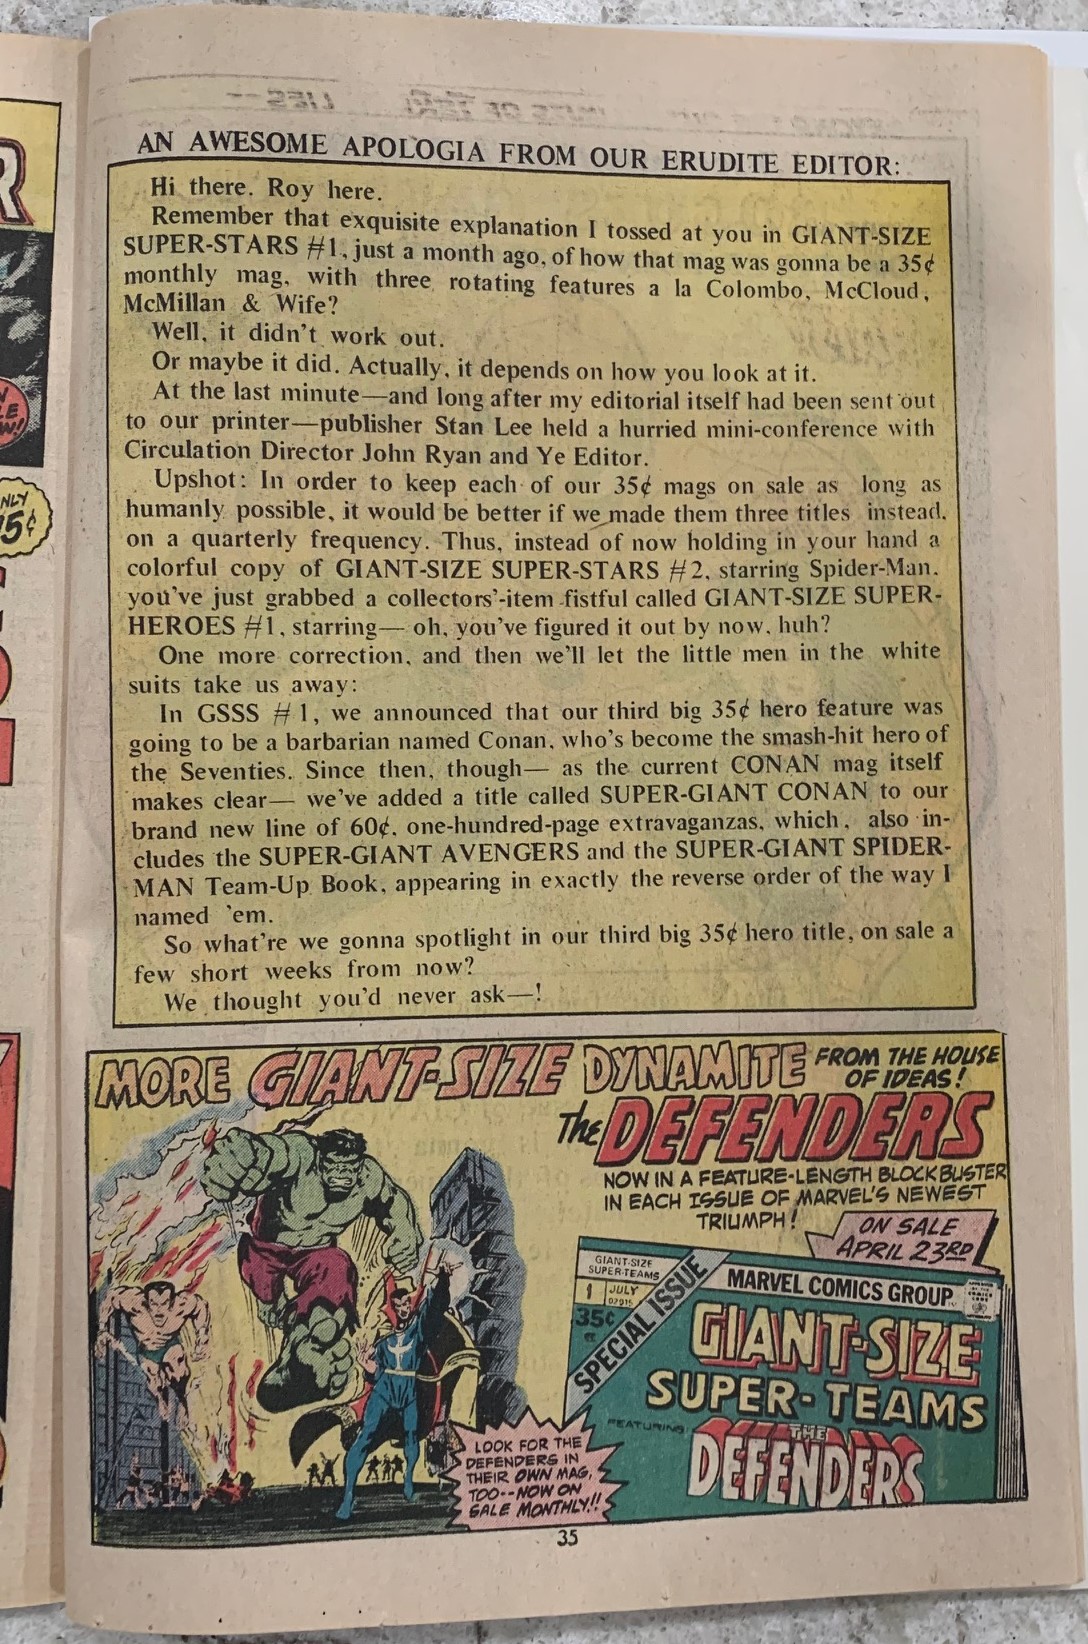 AN AWESOME APOLOGIA FROM OUR ERUDITE EDITOR:
Hi there. Roy here.
Remember that exquisite explanation I tossed at you in GIANT-SIZE
SUPER-STARS #1, just a month ago, of how that mag was gonna be a 35¢
monthly mag, with three rotating features a la Colombo, McCloud,
McMillan & Wife?
Well, it didn't work out.
Or maybe it did. Actually, it depends on how you look at it.
At the last minute—and long after my editorial itself had been sent out
to our printer—publisher Stan Lee held a hurried mini-conference with
Circulation Director John Ryan and Ye Editor.
Upshot: In order to keep each of our 35¢ mags on sale as long as
humanly possible, it would be better if we made them three titles instead,
on a quarterly frequency. Thus, instead of now holding in your hand a
colorful copy of GIANT-SIZE SUPER-STARS #2, starring Spider-Man,
you've just grabbed a collectors'-item fistful called GIANT-SIZE SUPER-
HEROES #1, starring— oh, you've figured it out by now, huh?
One more correction, and then we'll let the little men in the white
suits take us away:
In GSSS #1, we announced that our third big 35¢ hero feature was
going to be a barbarian named Conan, who's become the smash-hit hero of
the Seventies. Since then, though— as the current CONAN mag itself
makes clear— we've added a title called SUPER-GIANT CONAN to our
brand new line of 60¢, one-hundred-page extravaganzas, which, also in-
cludes the SUPER-GIANT AVENGERS and the SUPER-GIANT SPIDER-
MAN Team-Up Book, appearing in exactly the reverse order of the way I
named 'em.
So what're we gonna spotlight in our third big 35¢ hero title, on sale a
few short weeks from now?
We thought you'd never ask—!
MORE GIANT-SIZE DYNAMITE FROM THE HOUSE
OF IDEAS!
The DEFENDERS
NOW IN A FEATURE-LENGTH BLOCKBUSTER
IN EACH ISSUE OF MARVEL'S NEWEST
TRIUMPH!
ON SALE
APRIL 23RD
GIANT-SIZE
SUPER-TEAMS
1 JULY
02915
35¢
SPECIAL ISSUE
MARVEL COMICS GROUP
GIANT-SIZE
SUPER-TEAMS
FEATURING:
THE
DEFENDERS
LOOK FOR THE
DEFENDERS IN
THEIR OWN MAG,
TOO--NOW ON
SALE MONTHLY!!
35